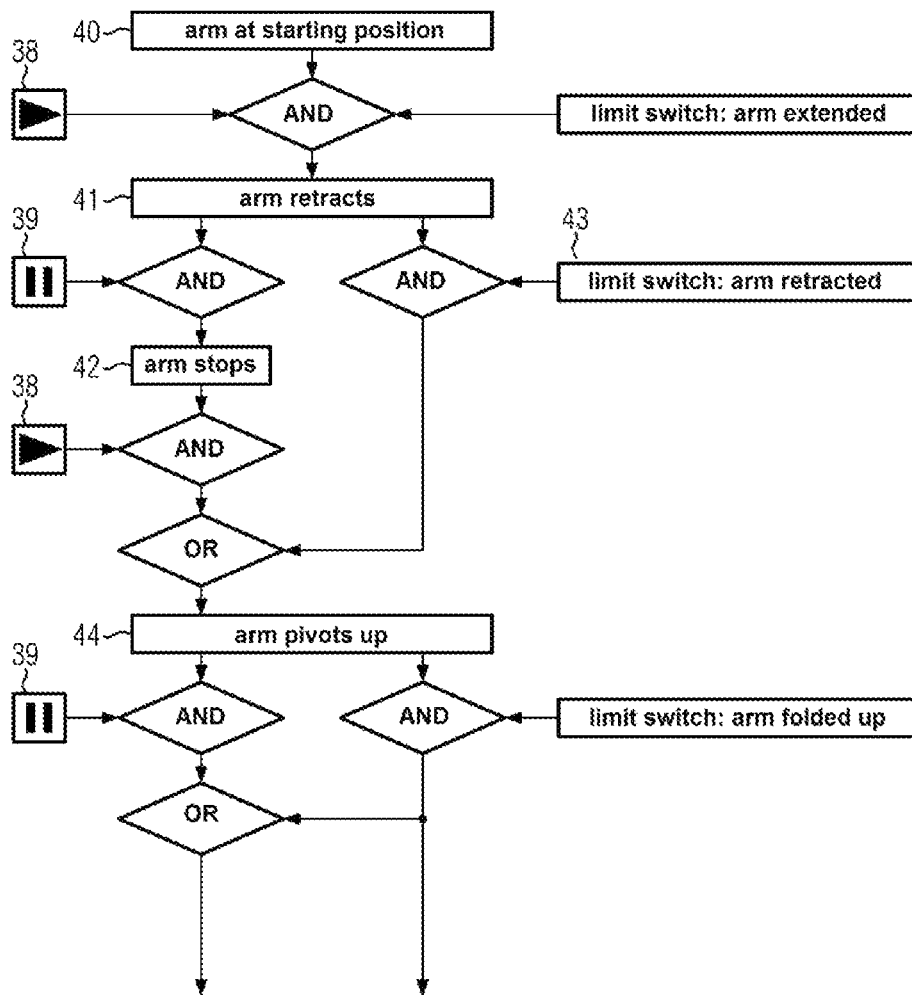 40 arm at starting position
38
AND
limit switch: arm extended
41 arm retracts
39
43
AND
AND
limit switch: arm retracted
42 arm stops
38
AND
OR
44 arm pivots up
39
AND
AND
limit switch: arm folded up
OR